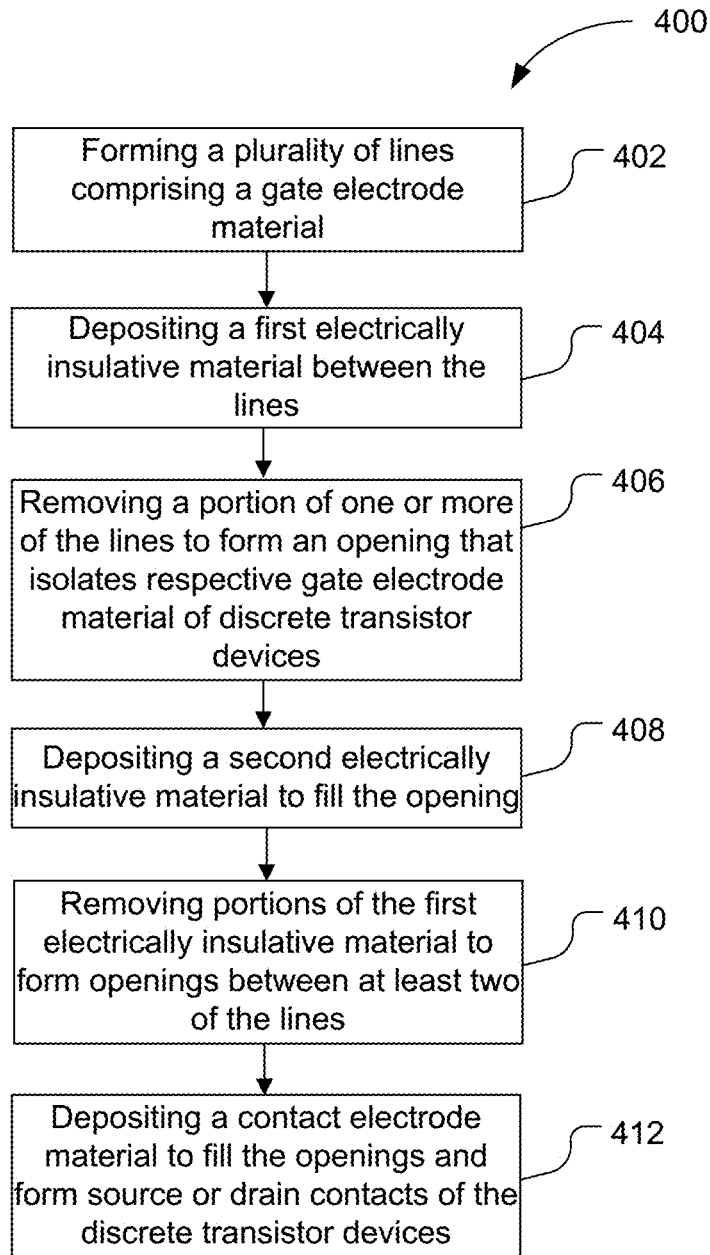 400
Forming a plurality of lines
comprising a gate electrode
material
402
Depositing a first electrically
insulative material between the
lines
404
Removing a portion of one or more
of the lines to form an opening that
isolates respective gate electrode
material of discrete transistor
devices
406
Depositing a second electrically
insulative material to fill the opening
408
Removing portions of the first
electrically insulative material to
form openings between at least two
of the lines
410
Depositing a contact electrode
material to fill the openings and
form source or drain contacts of the
discrete transistor devices
412